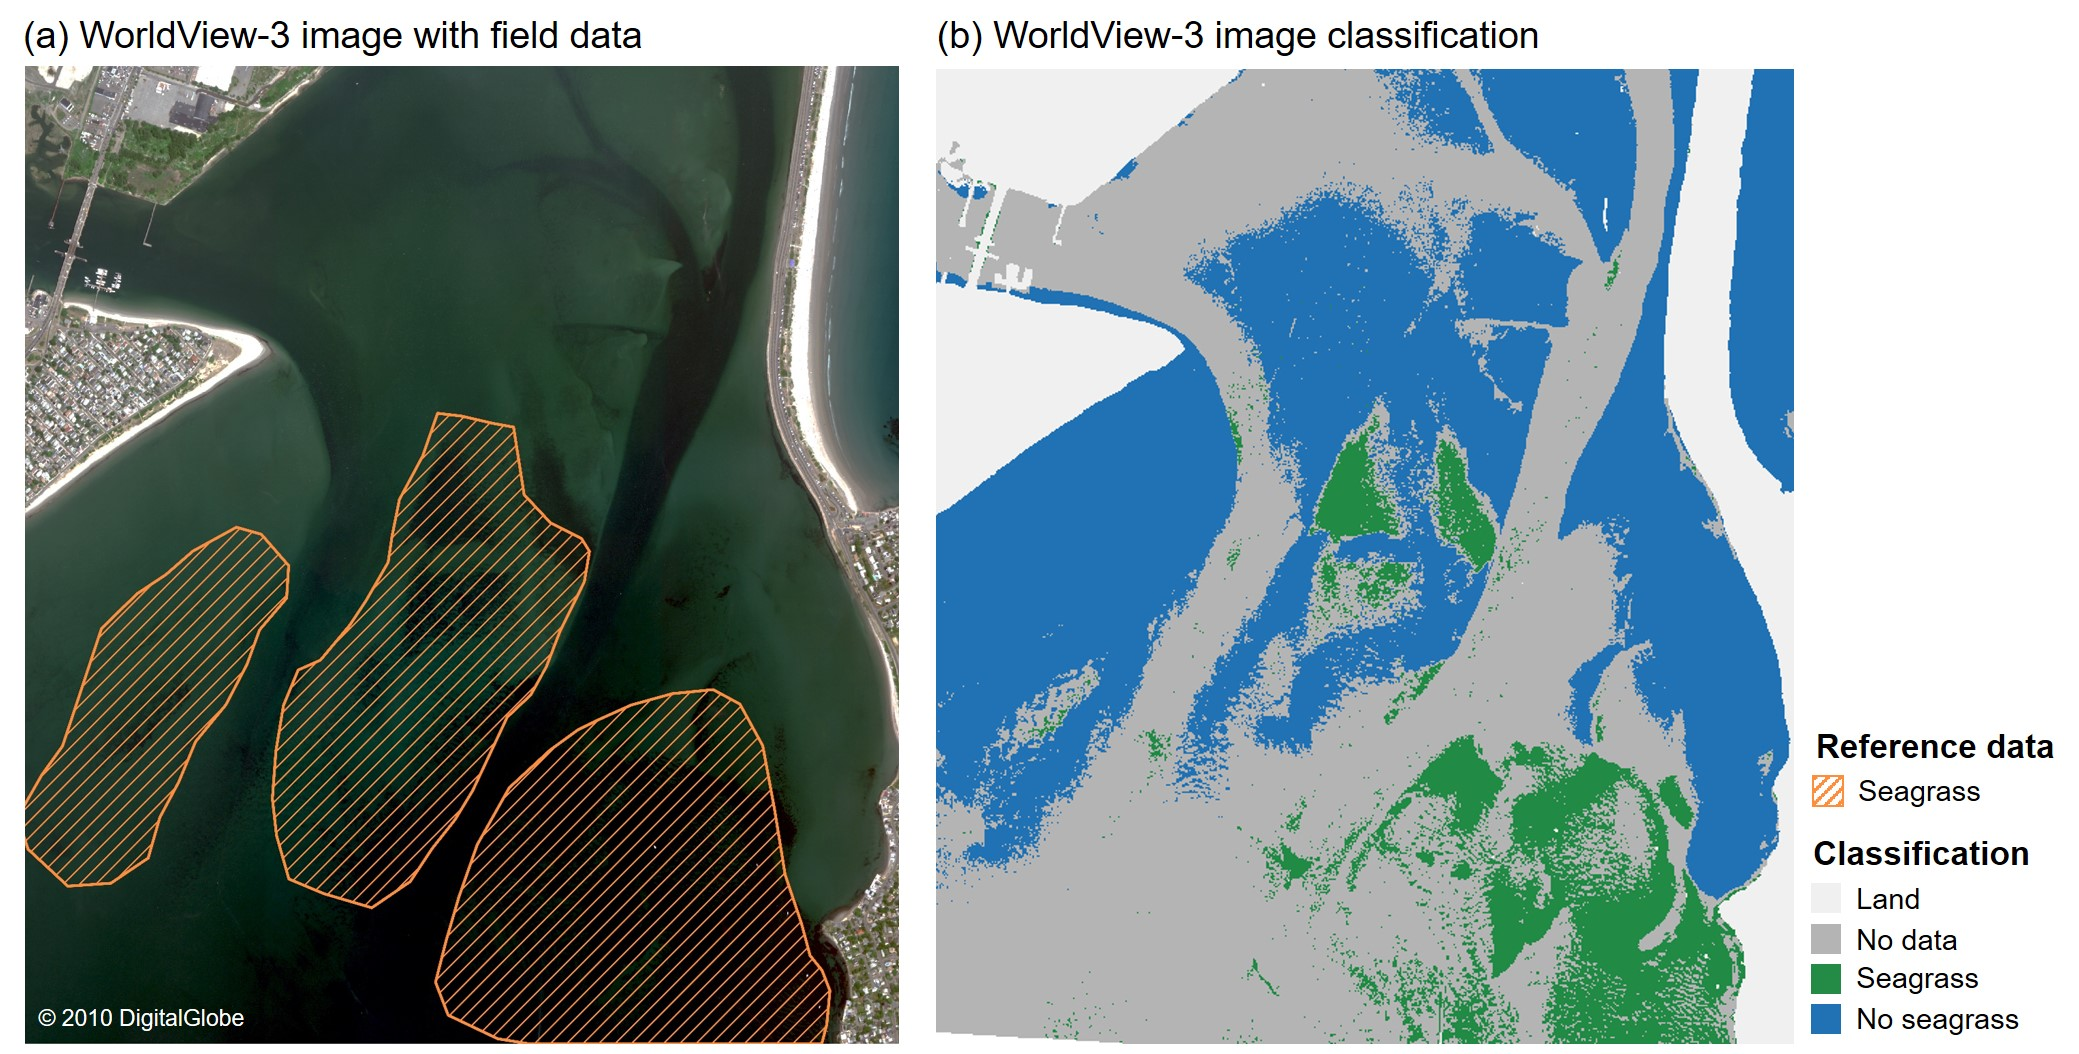 (a) WorldView-3 image with field data
(b) WorldView-3 image classification
Reference data
Seagrass
Classification
Land
No data
Seagrass
No seagrass
© 2010 DigitalGlobe